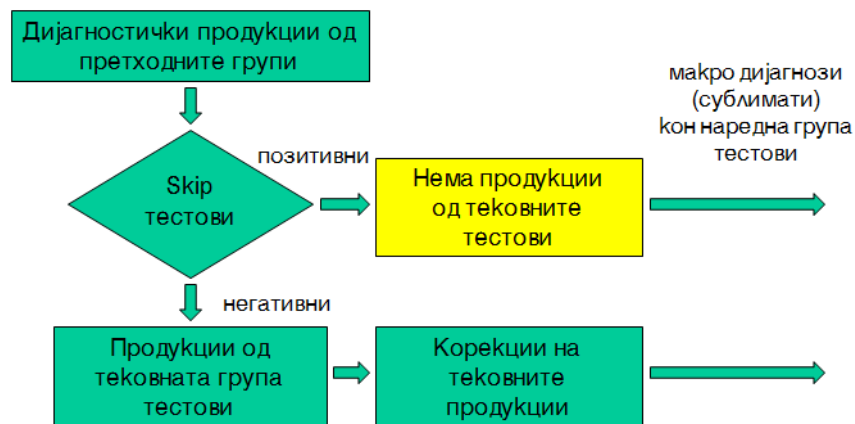 Дијагностички продукции од
претходните групи
макро дијагнози
(сублимати)
кон наредна група
тестови
позитивни
Skip
тестови
Нема продукции
од тековните
тестови
негативни
Продукции од
тековната група
тестови
Корекции на
тековните
продукции